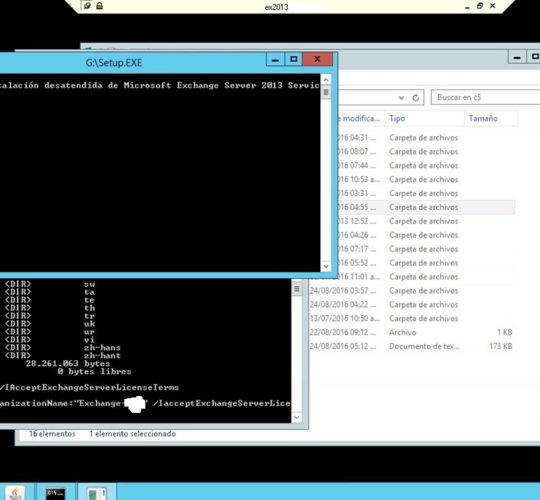 ex2013
G:\Setup.EXE
talación desatendida de Microsoft Exchange Server 2013 Servic
Buscar en c$
e modifica...
Tipo
Tamaño
2016 04:31 ... Carpeta de archivos
2016 08:07 ... Carpeta de archivos
2016 07:44 ... Carpeta de archivos
2016 10:53 a... Carpeta de archivos
2016 03:31 ... Carpeta de archivos
2016 04:55 ... Carpeta de archivos
2013 12:52 ... Carpeta de archivos
2016 04:26 ... Carpeta de archivos
2016 07:17 ... Carpeta de archivos
2016 05:52 ... Carpeta de archivos
2016 11:01 a... Carpeta de archivos
24/08/2016 03:57 ... Carpeta de archivos
24/08/2016 04:22 ... Carpeta de archivos
13/07/2016 10:50 a... Carpeta de archivos
22/08/2016 09:12 ... Archivo 1 KB
24/08/2016 05:12 ... Documento de tex... 173 KB
<DIR> sw
<DIR> ta
<DIR> te
<DIR> th
<DIR> tr
<DIR> uk
<DIR> ur
<DIR> vi
<DIR> zh-hans
<DIR> zh-hant
28.261.063 bytes
0 bytes libres
/IAcceptExchangeServerLicenseTerms
anizationName:"Exchange- " /IacceptExchangeServerLice
16 elementos
1 elemento seleccionado